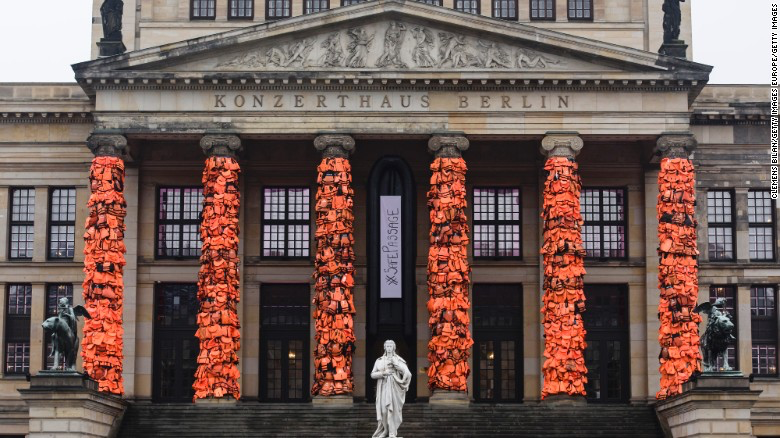 KONZERTHAUS BERLIN
#SAFEPASSAGE
CLEMENS BILAN/GETTY IMAGES EUROPE/GETTY IMAGES